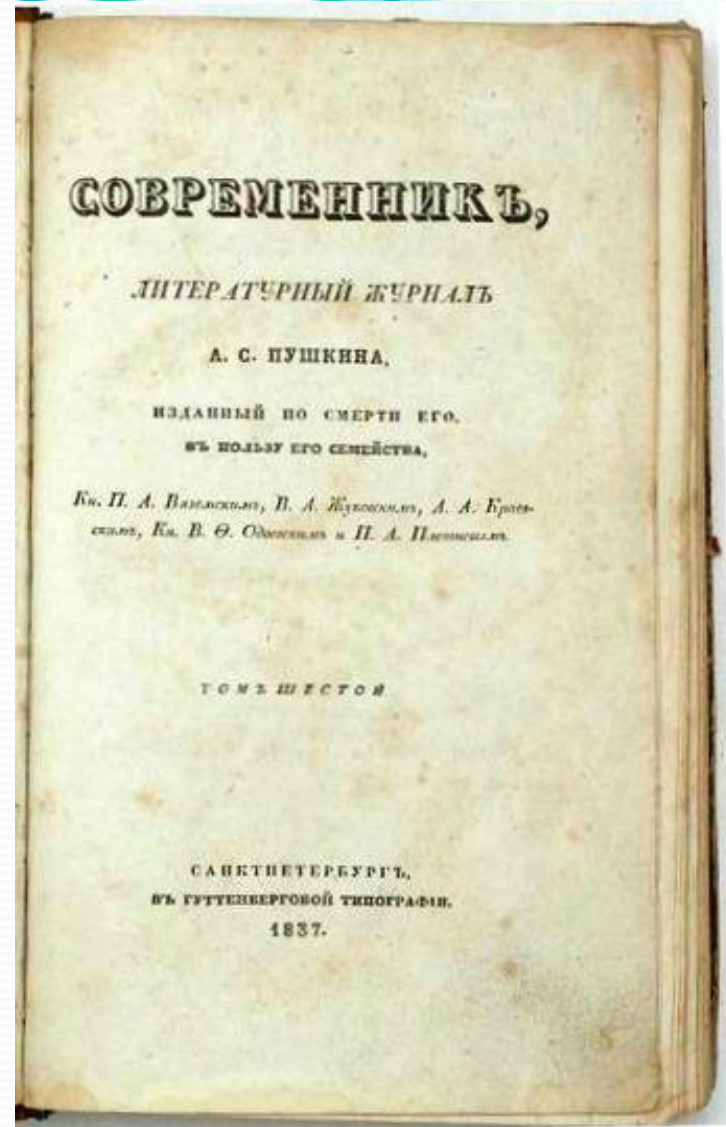 СОВРЕМЕННИКЪ,
ЛИТЕРАТУРНЫЙ ЖУРНАЛЪ
А. С. ПУШКИНА,
ИЗДАННЫЙ ПО СМЕРТИ ЕГО,
ВЪ ПОЛЬЗУ ЕГО СЕМЕЙСТВА,
Кн. П. А. Вяземскимъ, В. А. Жуковскимъ, А. А. Краев-
скимъ, Кн. В. Ѳ. Одоевскимъ и П. А. Плетневымъ
ТОМЪ ШЕСТОЙ
САНКТПЕТЕРБУРГЪ,
ВЪ ГУТТЕНБЕРГОВОЙ ТИПОГРАФІИ.
1837.